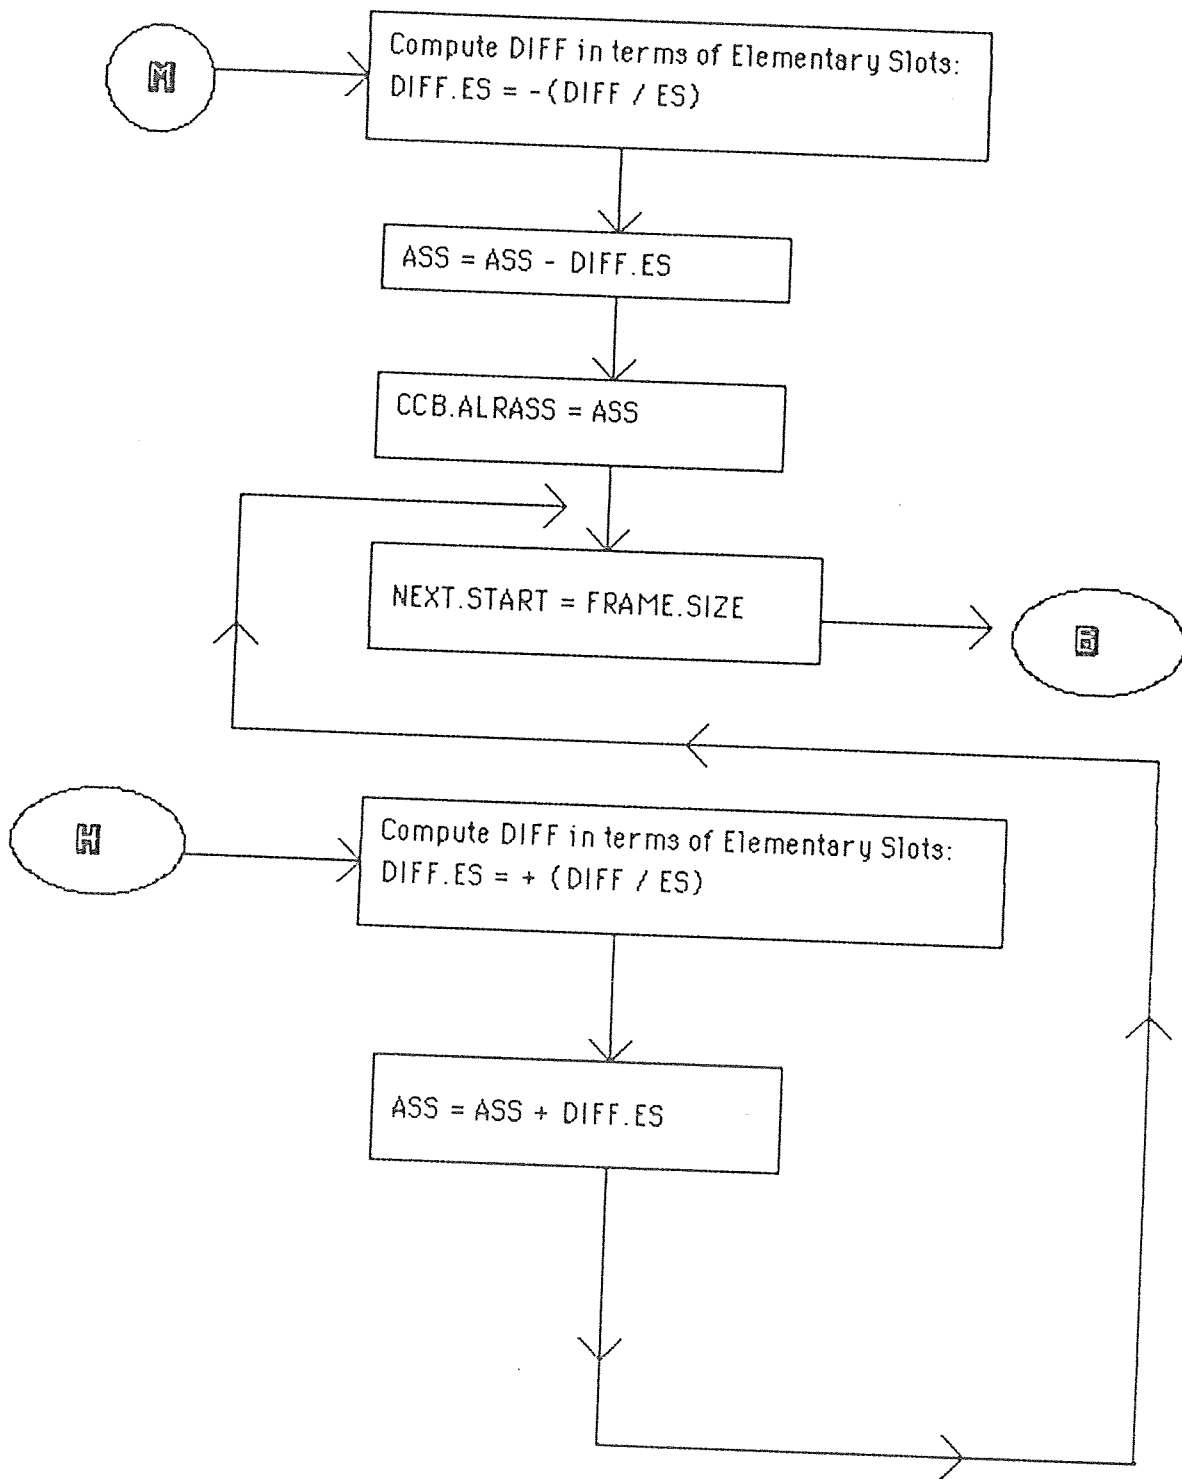 M
Compute DIFF in terms of Elementary Slots:
DIFF.ES = -(DIFF / ES)
ASS = ASS - DIFF.ES
CCB.ALRASS = ASS
NEXT.START = FRAME.SIZE
B
H
Compute DIFF in terms of Elementary Slots:
DIFF.ES = + (DIFF / ES)
ASS = ASS + DIFF.ES